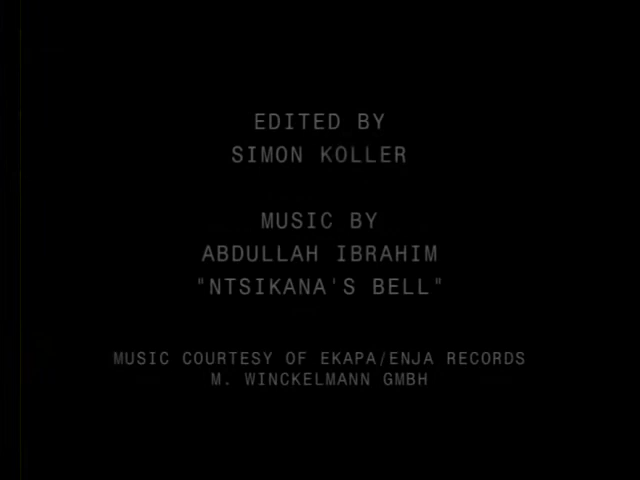 EDITED BY
SIMON KOLLER
MUSIC BY
ABDULLAH IBRAHIM
"NTSIKANA'S BELL"
MUSIC COURTESY OF EKAPA/ENJA RECORDS
M. WINCKELMANN GMBH